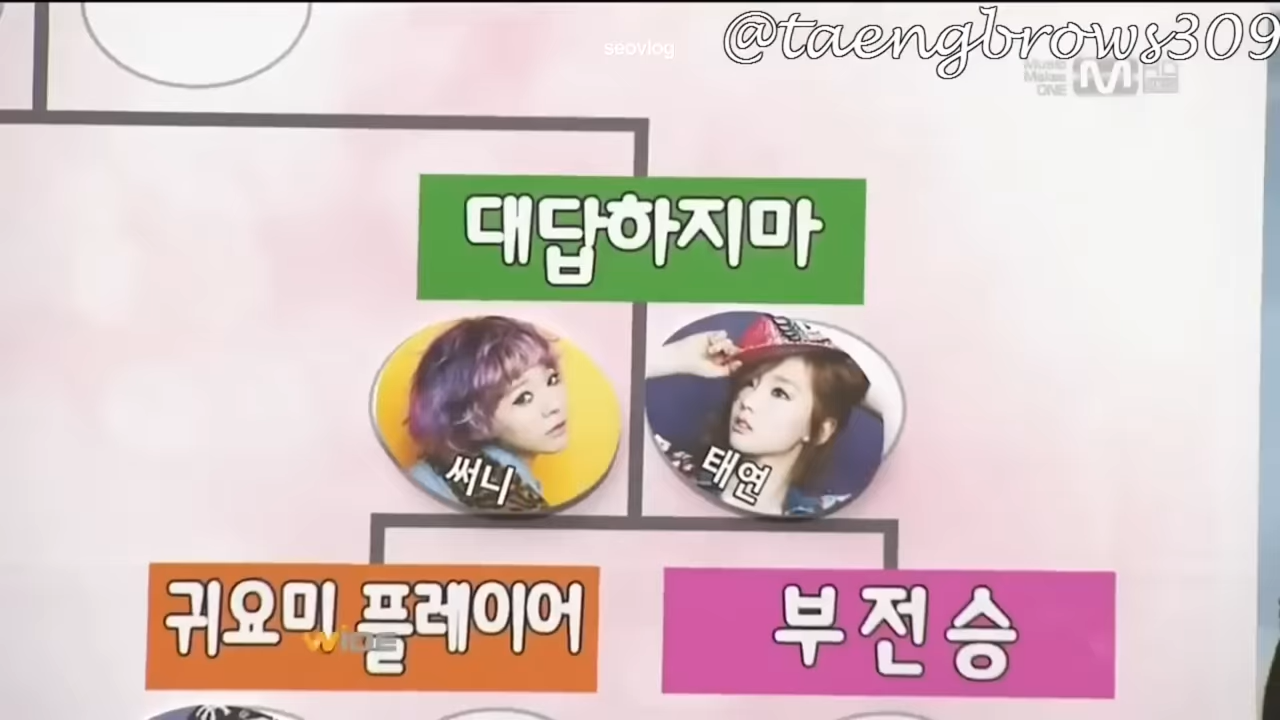 @taengbrows309
seovlog
Music
Makes
ONE
M
대답하지마
써니
태연
귀요미 플레이어
부전승
WiDE